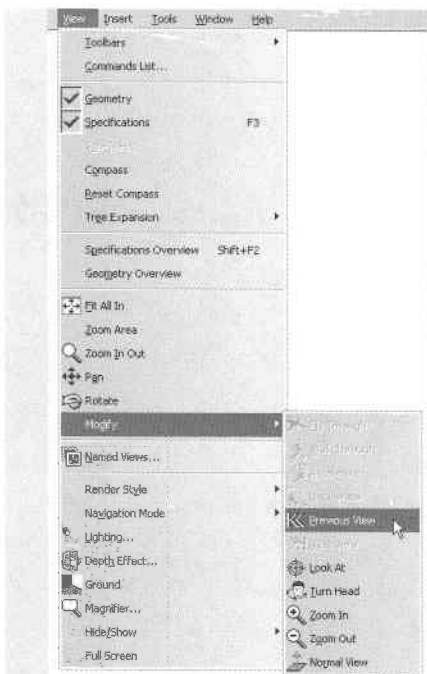 View Insert Tools Window Help
Toolbars
Commands List...
Geometry
Specifications F3
Compass
Reset Compass
Tree Expansion
Specifications Overview Shift+F2
Geometry Overview
Fit All In
Zoom Area
Zoom In Out
Pan
Rotate
Modify
Named Views...
Render Style
Navigation Mode
Previous View
Lighting...
Depth Effect...
Look At
Ground
Turn Head
Magnifier...
Zoom In
Hide/Show
Zoom Out
Full Screen
Normal View